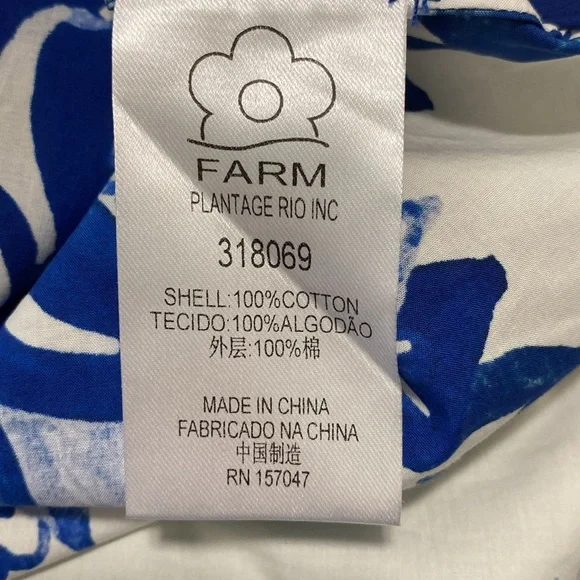 FARM
PLANTAGE RIO INC
318069
SHELL:100%COTTON
TECIDO:100%ALGODÃO
外层:100%棉
MADE IN CHINA
FABRICADO NA CHINA
中国制造
RN 157047